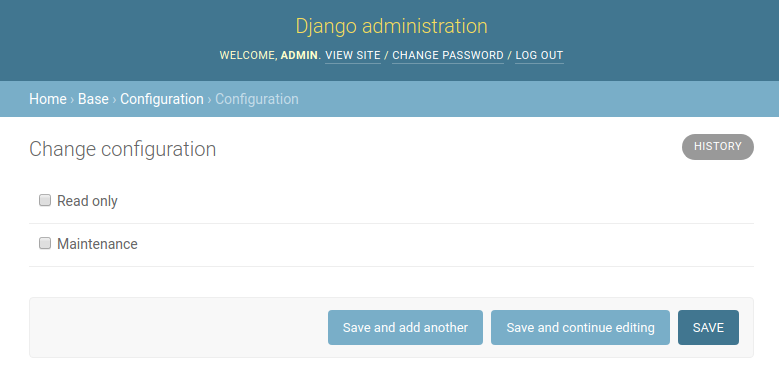 Django administration
WELCOME, ADMIN. VIEW SITE / CHANGE PASSWORD / LOG OUT
Home › Base › Configuration › Configuration
Change configuration
HISTORY
Read only
Maintenance
Save and add another
Save and continue editing
SAVE